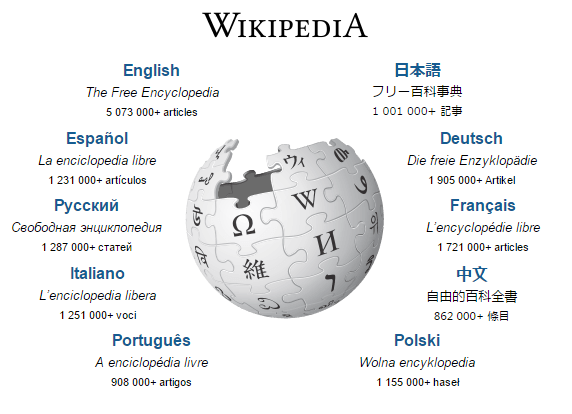 WIKIPEDIA
English
The Free Encyclopedia
5 073 000+ articles
日本語
フリー百科事典
1 001 000+ 記事
Español
La enciclopedia libre
1 231 000+ artículos
Deutsch
Die freie Enzyklopädie
1 905 000+ Artikel
Русский
Свободная энциклопедия
1 287 000+ статей
Français
L'encyclopédie libre
1 721 000+ articles
Italiano
L'enciclopedia libera
1 251 000+ voci
中文
自由的百科全書
862 000+ 條目
Português
A enciclopédia livre
908 000+ artigos
Polski
Wolna encyklopedia
1 155 000+ haseł
ウィ
Ω W
И
維